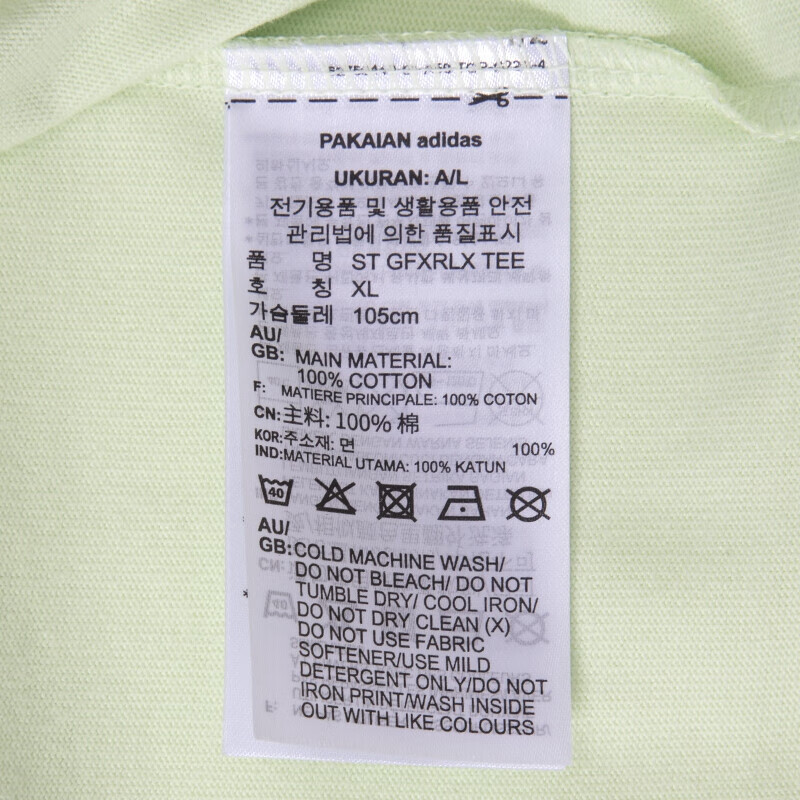 PAKAIAN adidas
UKURAN: A/L
전기용품 및 생활용품 안전
관리법에 의한 품질표시
품 명 ST GFXRLX TEE
호 칭 XL
가슴둘레 105cm
AU/
GB: MAIN MATERIAL:
100% COTTON
F: MATIERE PRINCIPALE: 100% COTON
CN: 主料: 100% 棉
KOR: 주소재: 면 100%
IND: MATERIAL UTAMA: 100% KATUN
40
AU/
GB: COLD MACHINE WASH/
DO NOT BLEACH/ DO NOT
TUMBLE DRY/ COOL IRON/
DO NOT DRY CLEAN (X)
DO NOT USE FABRIC
SOFTENER/USE MILD
DETERGENT ONLY/DO NOT
IRON PRINT/WASH INSIDE
OUT WITH LIKE COLOURS